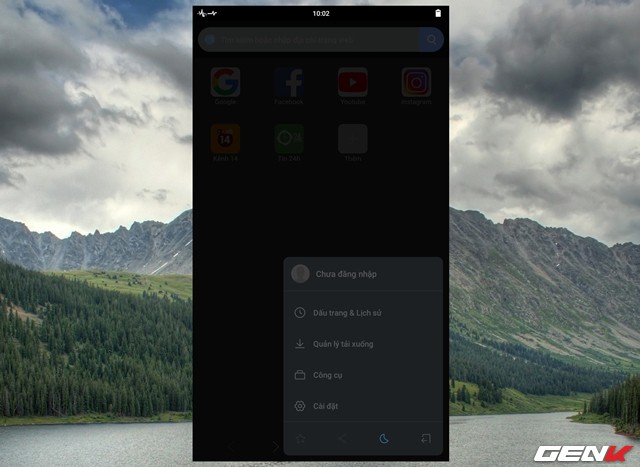 10:02
Google
Facebook
Youtube
Instagram
14
Kênh 14
Thêm
Chưa đăng nhập
Dấu trang & Lịch sử
Quản lý tải xuống
Công cụ
Cài đặt
GENK